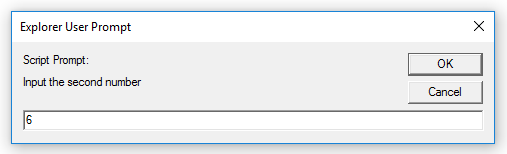 Explorer User Prompt
Script Prompt:
OK
Input the second number
Cancel
6